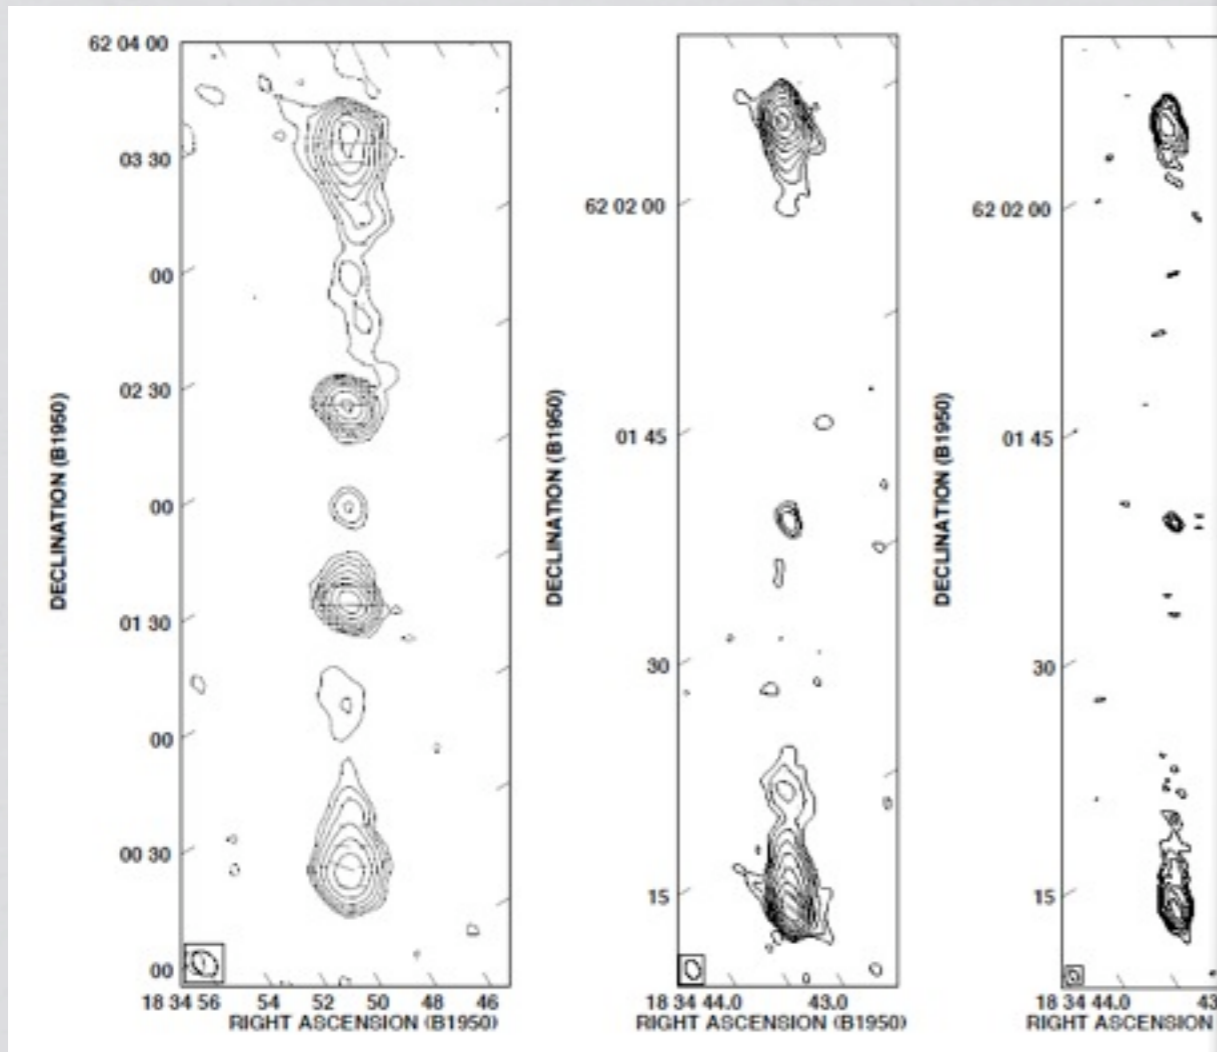 62 04 00
03 30
00
02 30
00
01 30
00
00 30
00
DECLINATION (B1950)
18 34 56 54 52 50 48 46
RIGHT ASCENSION (B1950)
62 02 00
01 45
30
15
DECLINATION (B1950)
18 34 44.0 43.0
RIGHT ASCENSION (B1950)
62 02 00
01 45
30
15
DECLINATION (B1950)
18 34 44.0 43
RIGHT ASCENSION